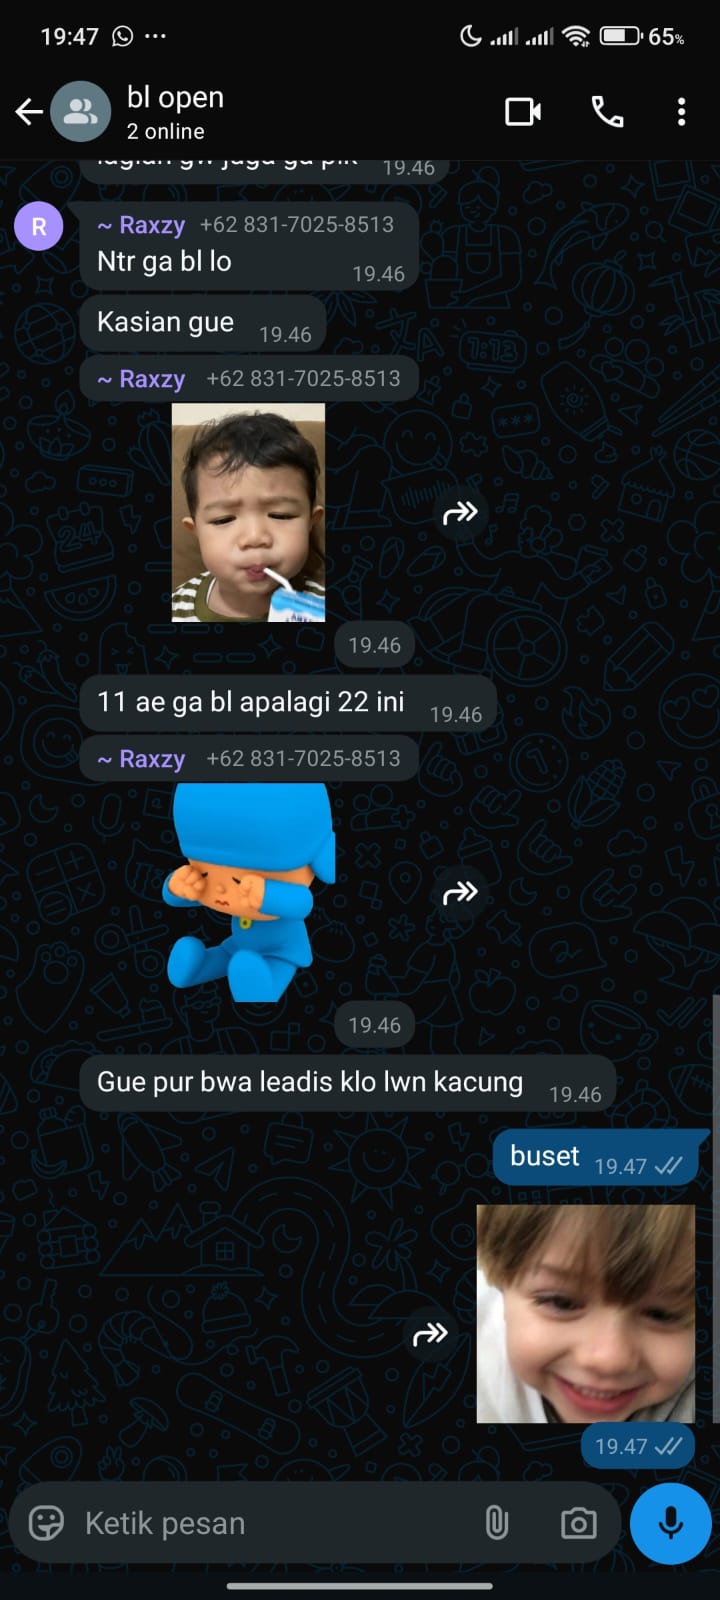 19:47
65%
bl open
2 online
19.46
~ Raxzy +62 831-7025-8513
Ntr ga bl lo 19.46
Kasian gue 19.46
~ Raxzy +62 831-7025-8513
19.46
11 ae ga bl apalagi 22 ini 19.46
~ Raxzy +62 831-7025-8513
19.46
Gue pur bwa leadis klo lwn kacung 19.46
buset 19.47
19.47
Ketik pesan